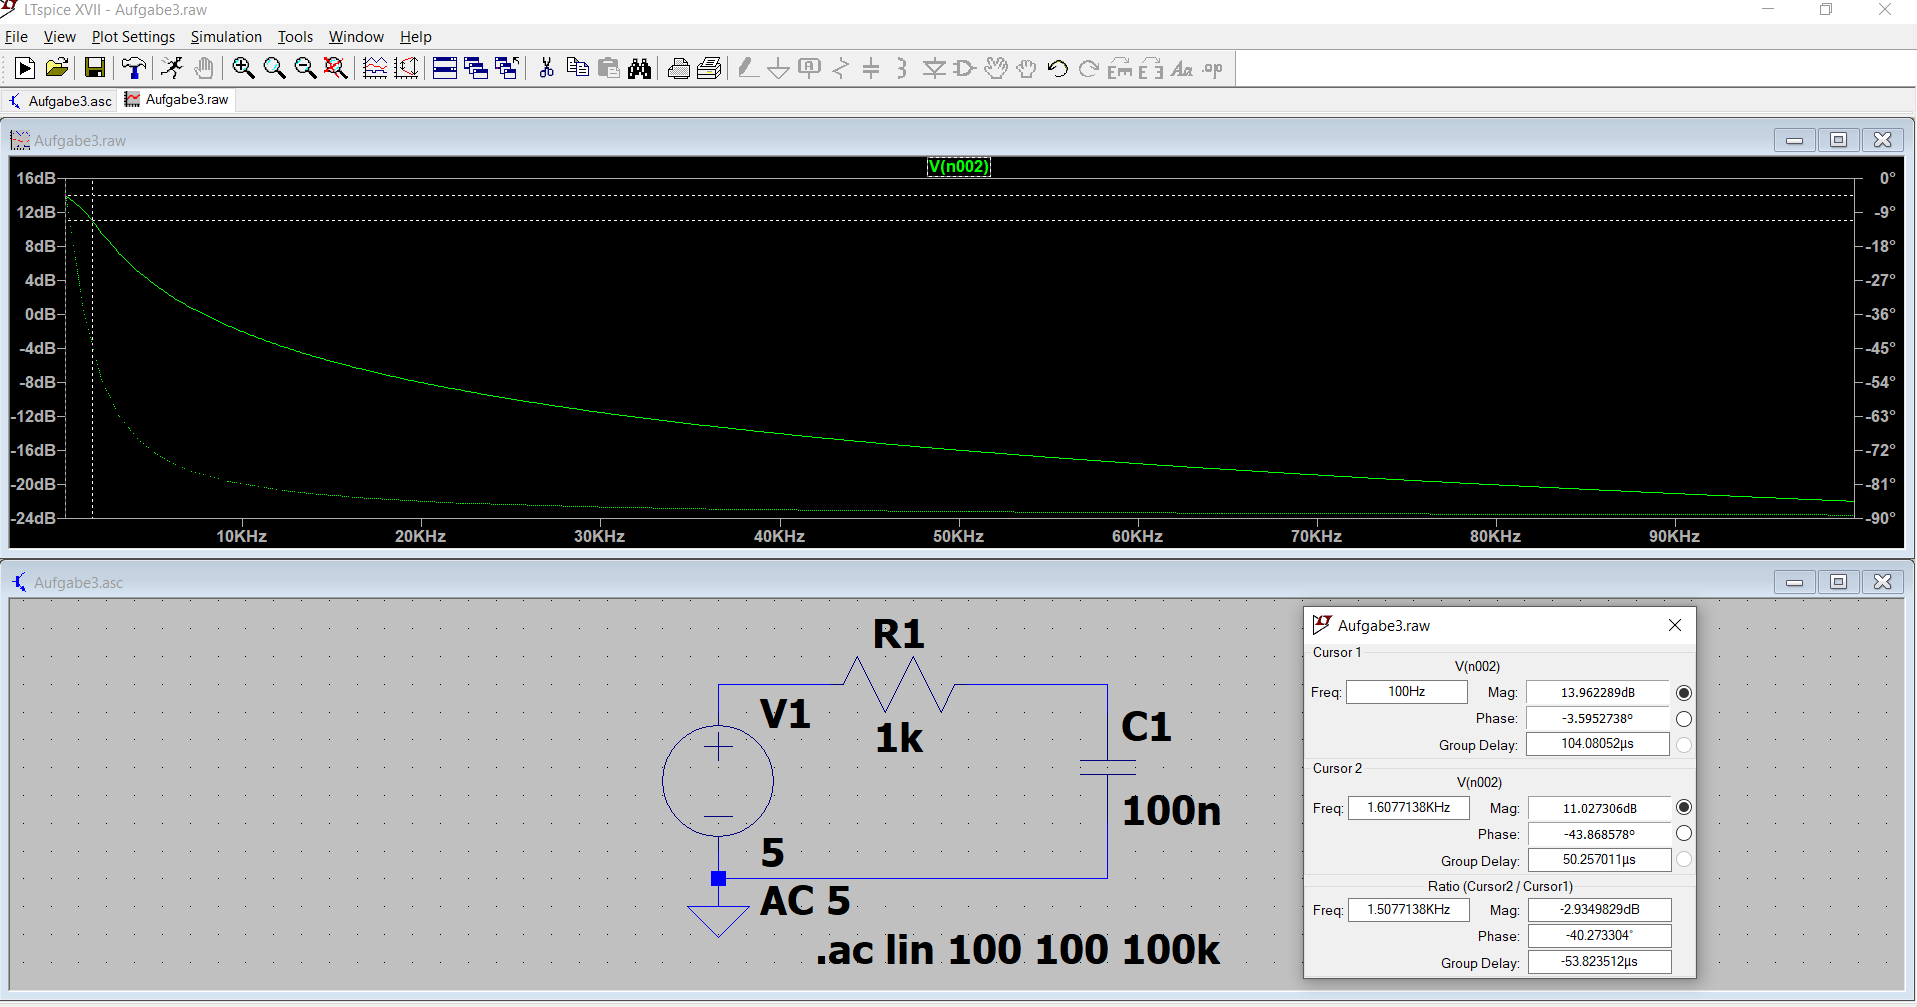 LTspice XVII - Aufgabe3.raw
File View Plot Settings Simulation Tools Window Help
Aufgabe3.asc Aufgabe3.raw
Aufgabe3.raw
V(n002)
16dB 0°
12dB -9°
8dB -18°
4dB -27°
0dB -36°
-4dB -45°
-8dB -54°
-12dB -63°
-16dB -72°
-20dB -81°
-24dB -90°
10KHz 20KHz 30KHz 40KHz 50KHz 60KHz 70KHz 80KHz 90KHz
Aufgabe3.asc
R1
1k
V1
5
AC 5
C1
100n
.ac lin 100 100 100k
Aufgabe3.raw
Cursor 1
V(n002)
Freq: 100Hz Mag: 13.962289dB
Phase: -3.5952738°
Group Delay: 104.08052µs
Cursor 2
V(n002)
Freq: 1.6077138KHz Mag: 11.027306dB
Phase: -43.868578°
Group Delay: 50.257011µs
Ratio (Cursor2 / Cursor1)
Freq: 1.5077138KHz Mag: -2.9349829dB
Phase: -40.273304°
Group Delay: -53.823512µs